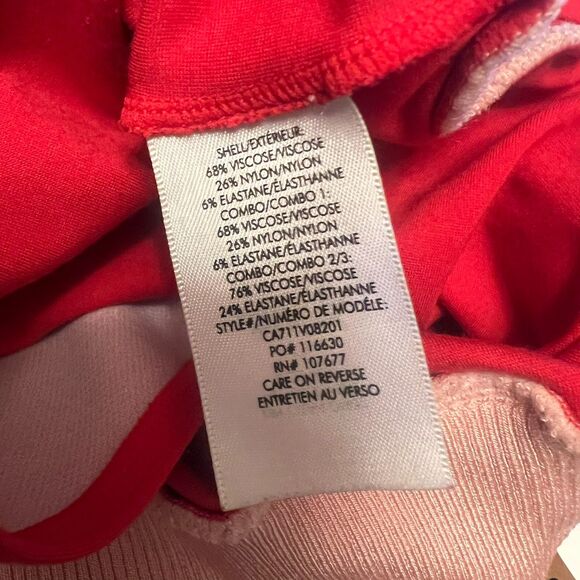 SHELL/EXTÉRIEUR:
68% VISCOSE/VISCOSE
26% NYLON/NYLON
6% ELASTANE/ÉLASTHANNE
COMBO/COMBO 1:
68% VISCOSE/VISCOSE
26% NYLON/NYLON
6% ELASTANE/ÉLASTHANNE
COMBO/COMBO 2/3:
76% VISCOSE/VISCOSE
24% ELASTANE/ÉLASTHANNE
STYLE#/NUMÉRO DE MODÈLE:
CA711V08201
PO# 116630
RN# 107677
CARE ON REVERSE
ENTRETIEN AU VERSO